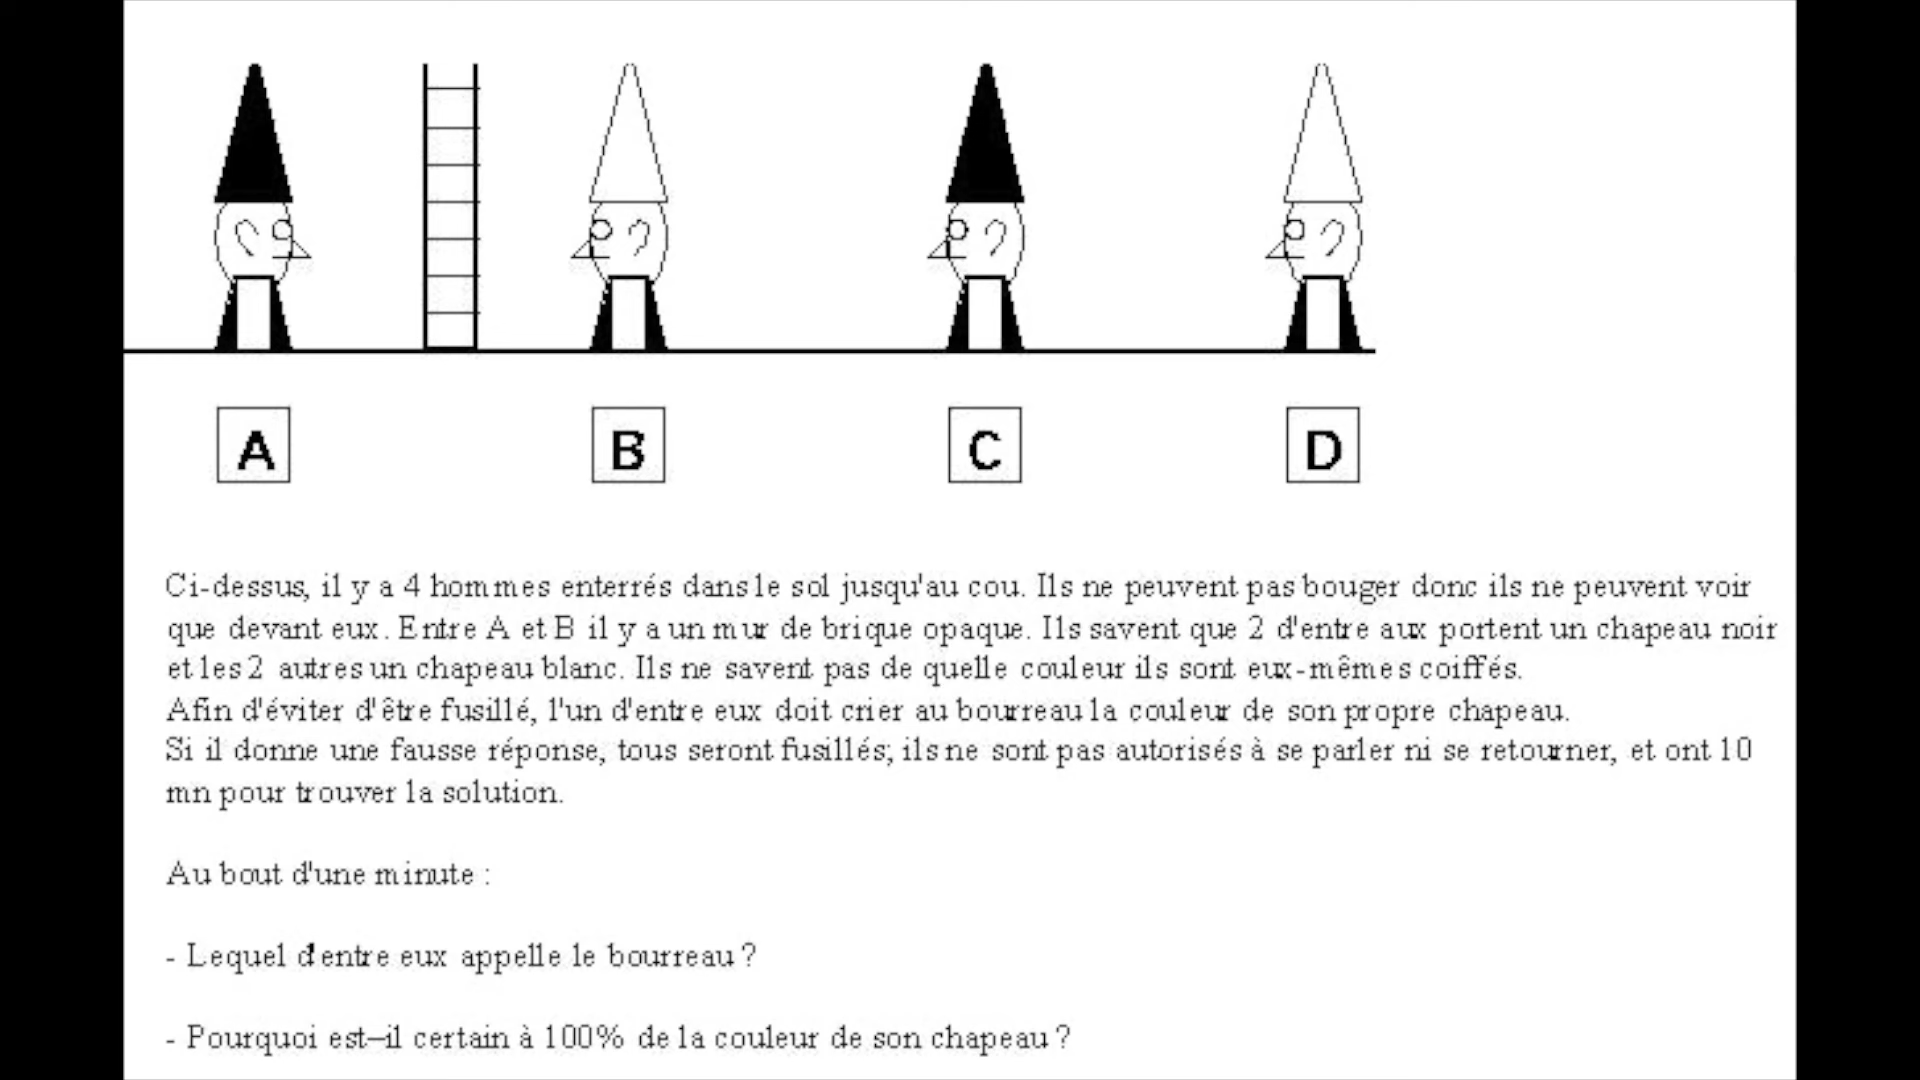 A
B
C
D
Ci-dessus, il y a 4 hommes enterrés dans le sol jusqu'au cou. Ils ne peuvent pas bouger donc ils ne peuvent voir
que devant eux. Entre A et B il y a un mur de brique opaque. Ils savent que 2 d'entre aux portent un chapeau noir
et les 2 autres un chapeau blanc. Ils ne savent pas de quelle couleur ils sont eux-mêmes coiffés.
Afin d'éviter d'être fusillé, l'un d'entre eux doit crier au bourreau la couleur de son propre chapeau.
Si il donne une fausse réponse, tous seront fusillés; ils ne sont pas autorisés à se parler ni se retourner, et ont 10
mn pour trouver la solution.
Au bout d'une minute :
- Lequel d'entre eux appelle le bourreau ?
- Pourquoi est–il certain à 100% de la couleur de son chapeau ?